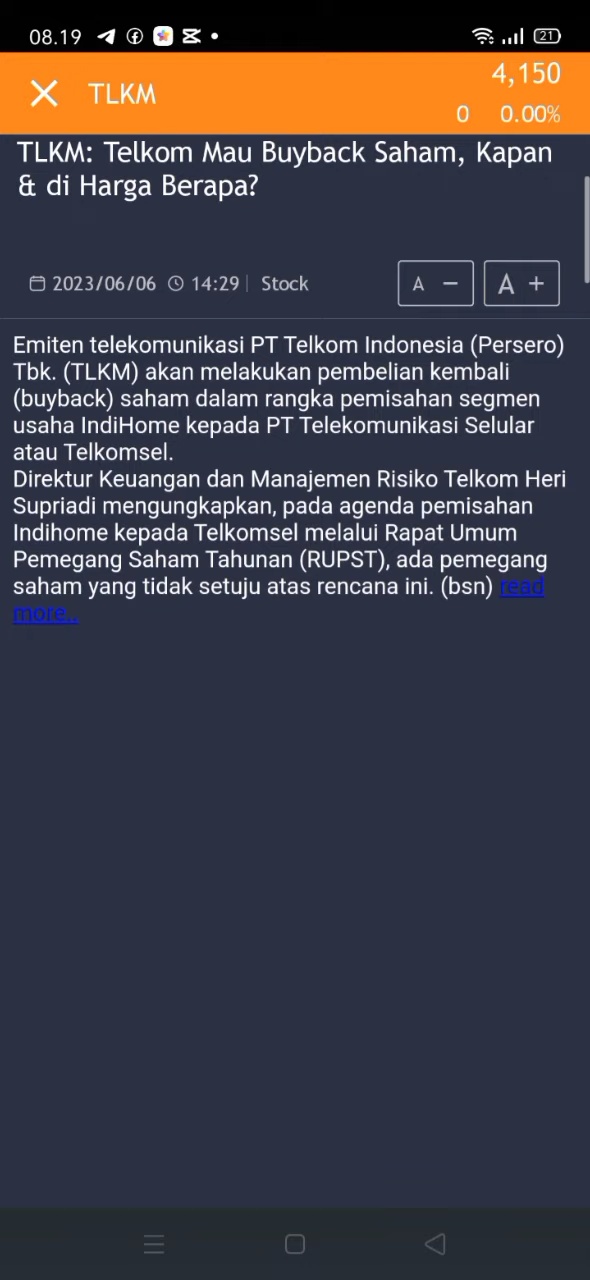 08.19
21
TLKM
4,150
0 0.00%
TLKM: Telkom Mau Buyback Saham, Kapan
& di Harga Berapa?
2023/06/06 14:29 Stock
A − A +
Emiten telekomunikasi PT Telkom Indonesia (Persero)
Tbk. (TLKM) akan melakukan pembelian kembali
(buyback) saham dalam rangka pemisahan segmen
usaha IndiHome kepada PT Telekomunikasi Selular
atau Telkomsel.
Direktur Keuangan dan Manajemen Risiko Telkom Heri
Supriadi mengungkapkan, pada agenda pemisahan
Indihome kepada Telkomsel melalui Rapat Umum
Pemegang Saham Tahunan (RUPST), ada pemegang
saham yang tidak setuju atas rencana ini. (bsn) read
more..